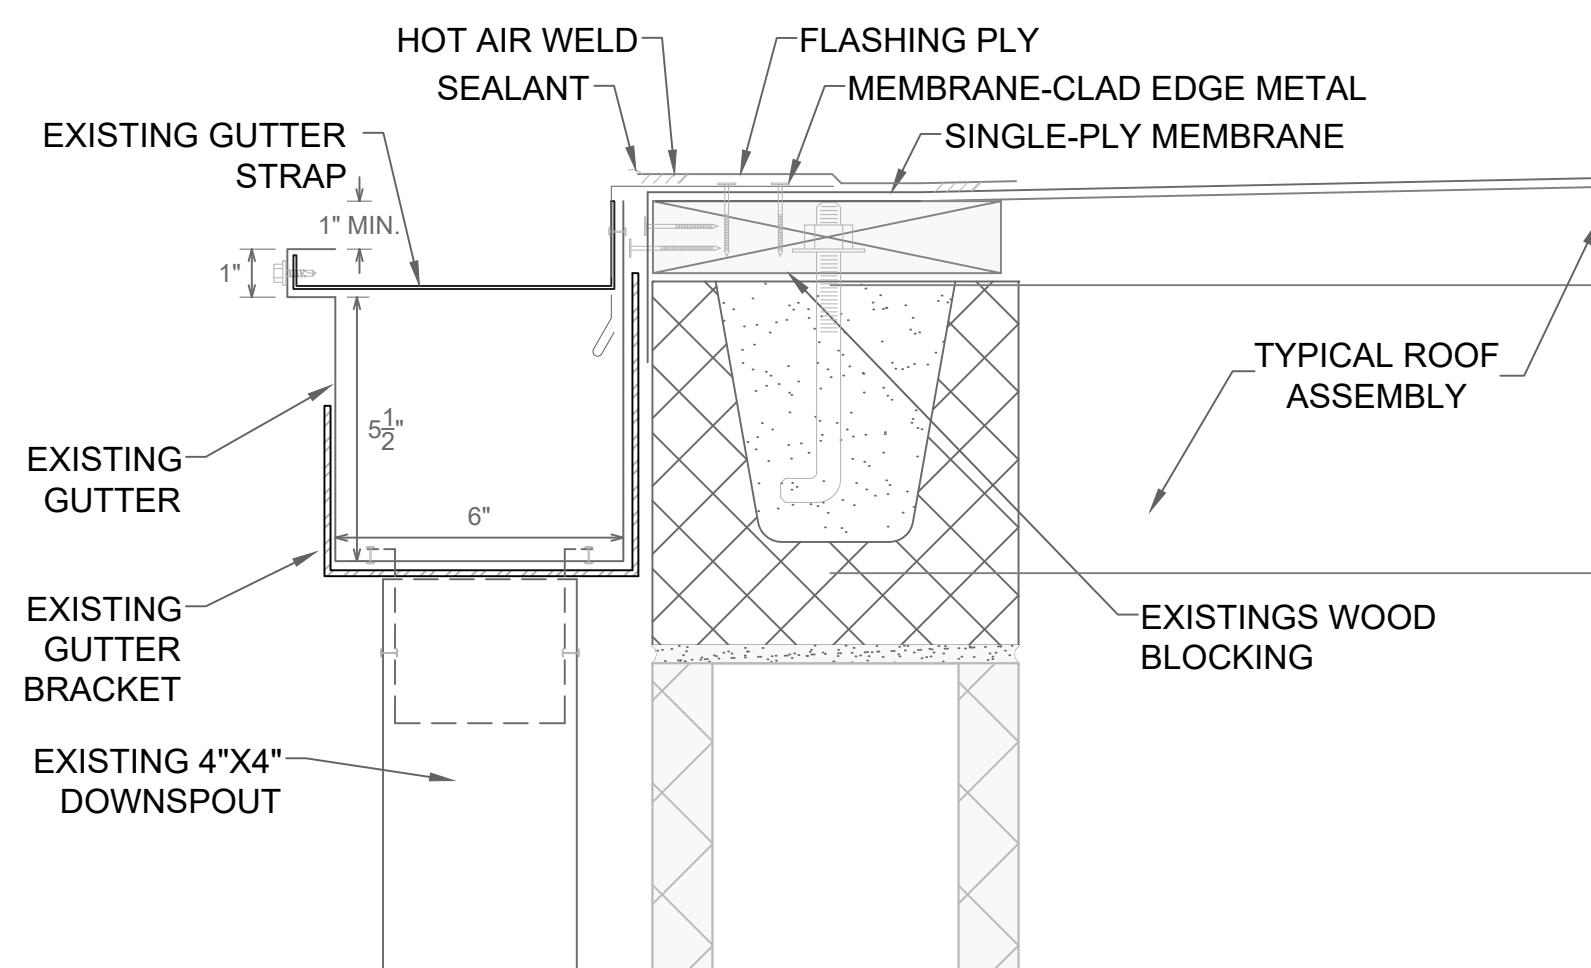 HOT AIR WELD
FLASHING PLY
SEALANT
MEMBRANE-CLAD EDGE METAL
EXISTING GUTTER
STRAP
SINGLE-PLY MEMBRANE
1" MIN.
1"
TYPICAL ROOF
ASSEMBLY
5 1/2"
EXISTING
GUTTER
6"
EXISTING
GUTTER
BRACKET
EXISTINGS WOOD
BLOCKING
EXISTING 4"X4"
DOWNSPOUT